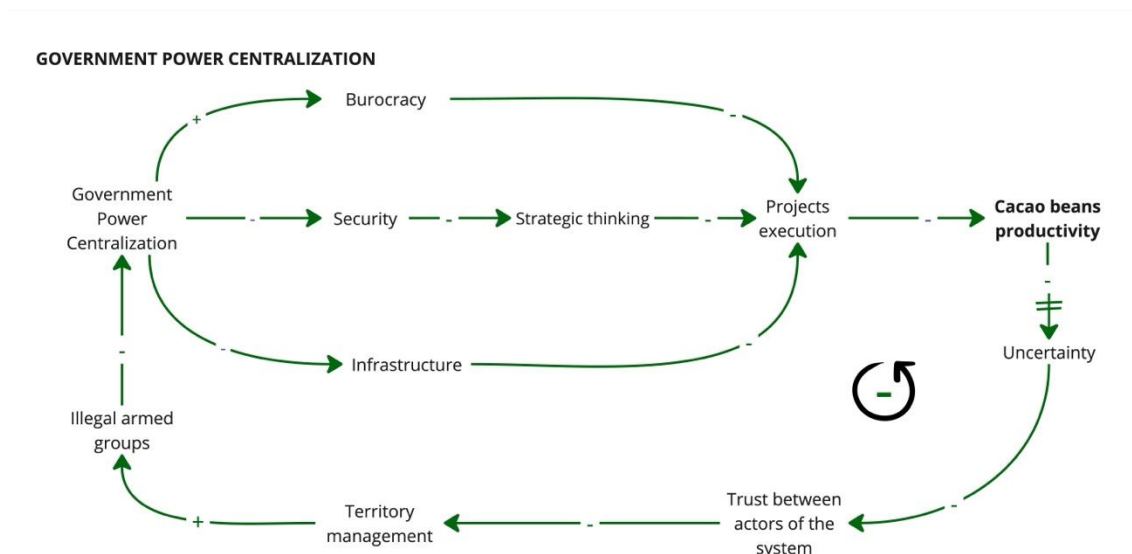 GOVERNMENT POWER CENTRALIZATION
Burocracy
+
-
Government
Power
Centralization
-
Security
-
Strategic thinking
-
Projects
execution
-
Cacao beans
productivity
-
-
-
-
Infrastructure
-
Uncertainty
Illegal armed
groups
-
+
Territory
management
-
Trust between
actors of the
system
-